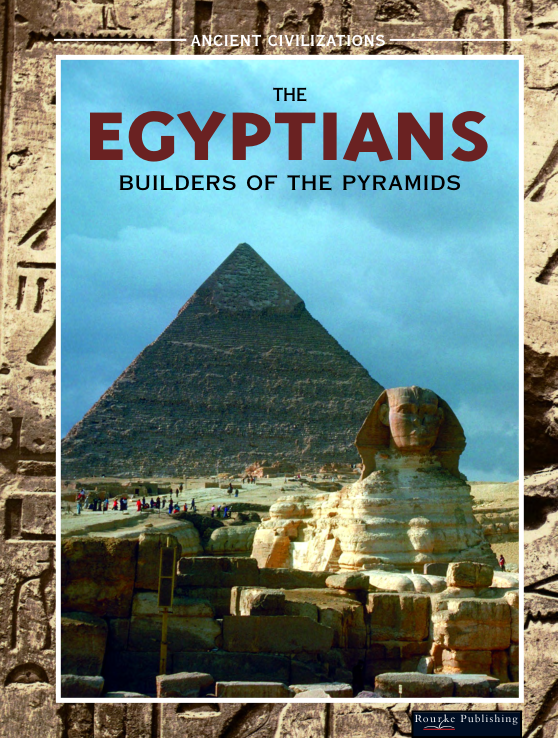 ANCIENT CIVILIZATIONS
THE
EGYPTIANS
BUILDERS OF THE PYRAMIDS
Rourke Publishing